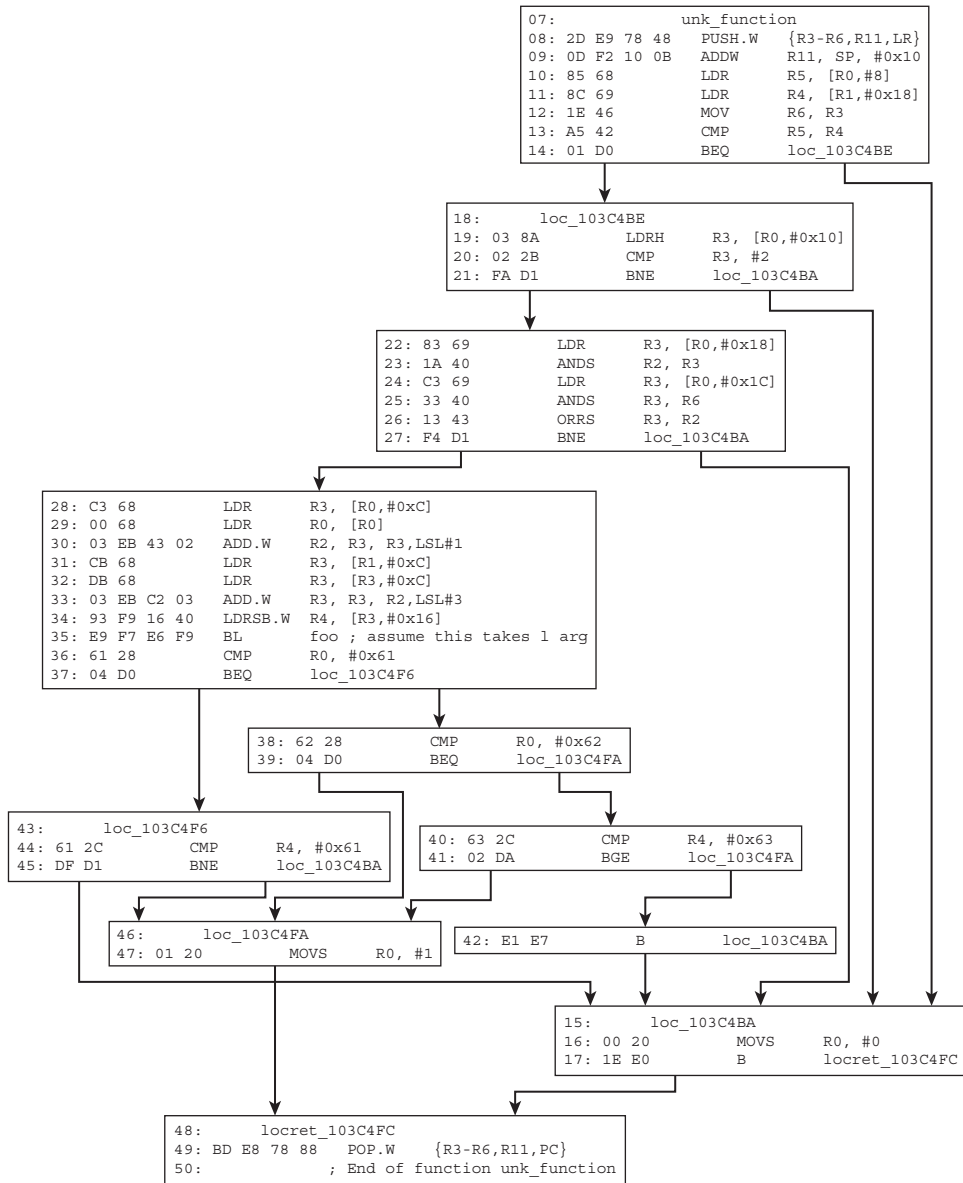 07: unk_function
08: 2D E9 78 48 PUSH.W {R3-R6,R11,LR}
09: 0D F2 10 0B ADDW R11, SP, #0x10
10: 85 68 LDR R5, [R0,#8]
11: 8C 69 LDR R4, [R1,#0x18]
12: 1E 46 MOV R6, R3
13: A5 42 CMP R5, R4
14: 01 D0 BEQ loc_103C4BE
18: loc_103C4BE
19: 03 8A LDRH R3, [R0,#0x10]
20: 02 2B CMP R3, #2
21: FA D1 BNE loc_103C4BA
22: 83 69 LDR R3, [R0,#0x18]
23: 1A 40 ANDS R2, R3
24: C3 69 LDR R3, [R0,#0x1C]
25: 33 40 ANDS R3, R6
26: 13 43 ORRS R3, R2
27: F4 D1 BNE loc_103C4BA
28: C3 68 LDR R3, [R0,#0xC]
29: 00 68 LDR R0, [R0]
30: 03 EB 43 02 ADD.W R2, R3, R3,LSL#1
31: CB 68 LDR R3, [R1,#0xC]
32: DB 68 LDR R3, [R3,#0xC]
33: 03 EB C2 03 ADD.W R3, R3, R2,LSL#3
34: 93 F9 16 40 LDRSB.W R4, [R3,#0x16]
35: E9 F7 E6 F9 BL foo ; assume this takes 1 arg
36: 61 28 CMP R0, #0x61
37: 04 D0 BEQ loc_103C4F6
38: 62 28 CMP R0, #0x62
39: 04 D0 BEQ loc_103C4FA
43: loc_103C4F6
44: 61 2C CMP R4, #0x61
45: DF D1 BNE loc_103C4BA
40: 63 2C CMP R4, #0x63
41: 02 DA BGE loc_103C4FA
46: loc_103C4FA
47: 01 20 MOVS R0, #1
42: E1 E7 B loc_103C4BA
15: loc_103C4BA
16: 00 20 MOVS R0, #0
17: 1E E0 B locret_103C4FC
48: locret_103C4FC
49: BD E8 78 88 POP.W {R3-R6,R11,PC}
50: ; End of function unk_function